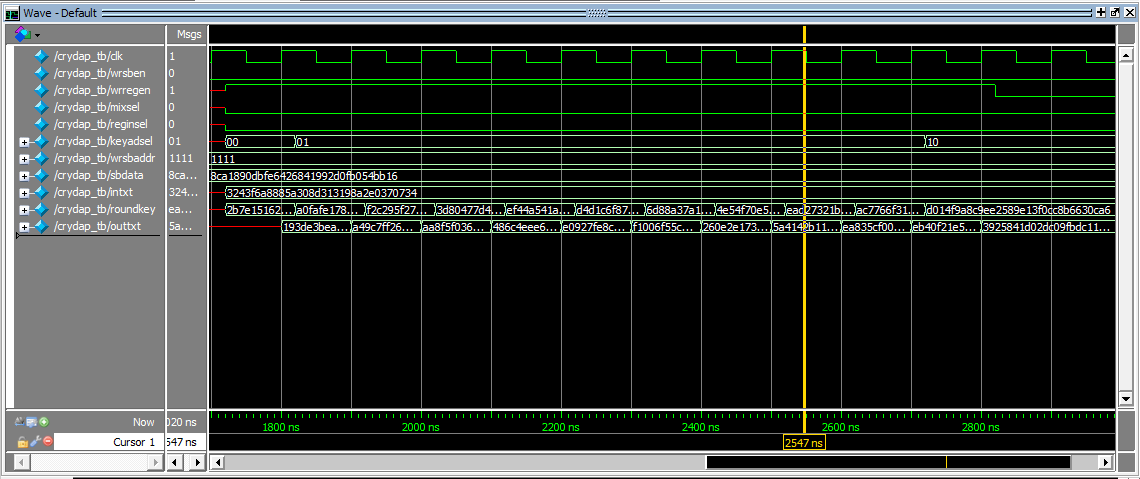 Wave - Default
Msgs
/crydap_tb/clk 1
/crydap_tb/wrsben 0
/crydap_tb/wrregen 1
/crydap_tb/mixsel 0
/crydap_tb/reginsel 0
/crydap_tb/keyadsel 01 00 01 10
/crydap_tb/wrsbaddr 1111 1111
/crydap_tb/sbdata 8ca... 8ca1890dbfe6426841992d0fb054bb16
/crydap_tb/intxt 324... 3243f6a8885a308d313198a2e0370734
/crydap_tb/roundkey ea... 2b7e15162... a0fafe178... f2c295f27... 3d80477d4... ef44a541a... d4d1c6f87... 6d88a37a1... 4e54f70e5... ead27321b... ac7766f31... d014f9a8c9ee2589e13f0cc8b6630ca6
/crydap_tb/outtxt 5a... 193de3bea... a49c7ff26... aa8f5f036... 486c4eee6... e0927fe8c... f1006f55c... 260e2e173... 5a4142b11... ea835cf00... eb40f21e5... 3925841d02dc09fbdc11...
Now 020 ns 1800 ns 2000 ns 2200 ns 2400 ns 2600 ns 2800 ns
Cursor 1 547 ns 2547 ns